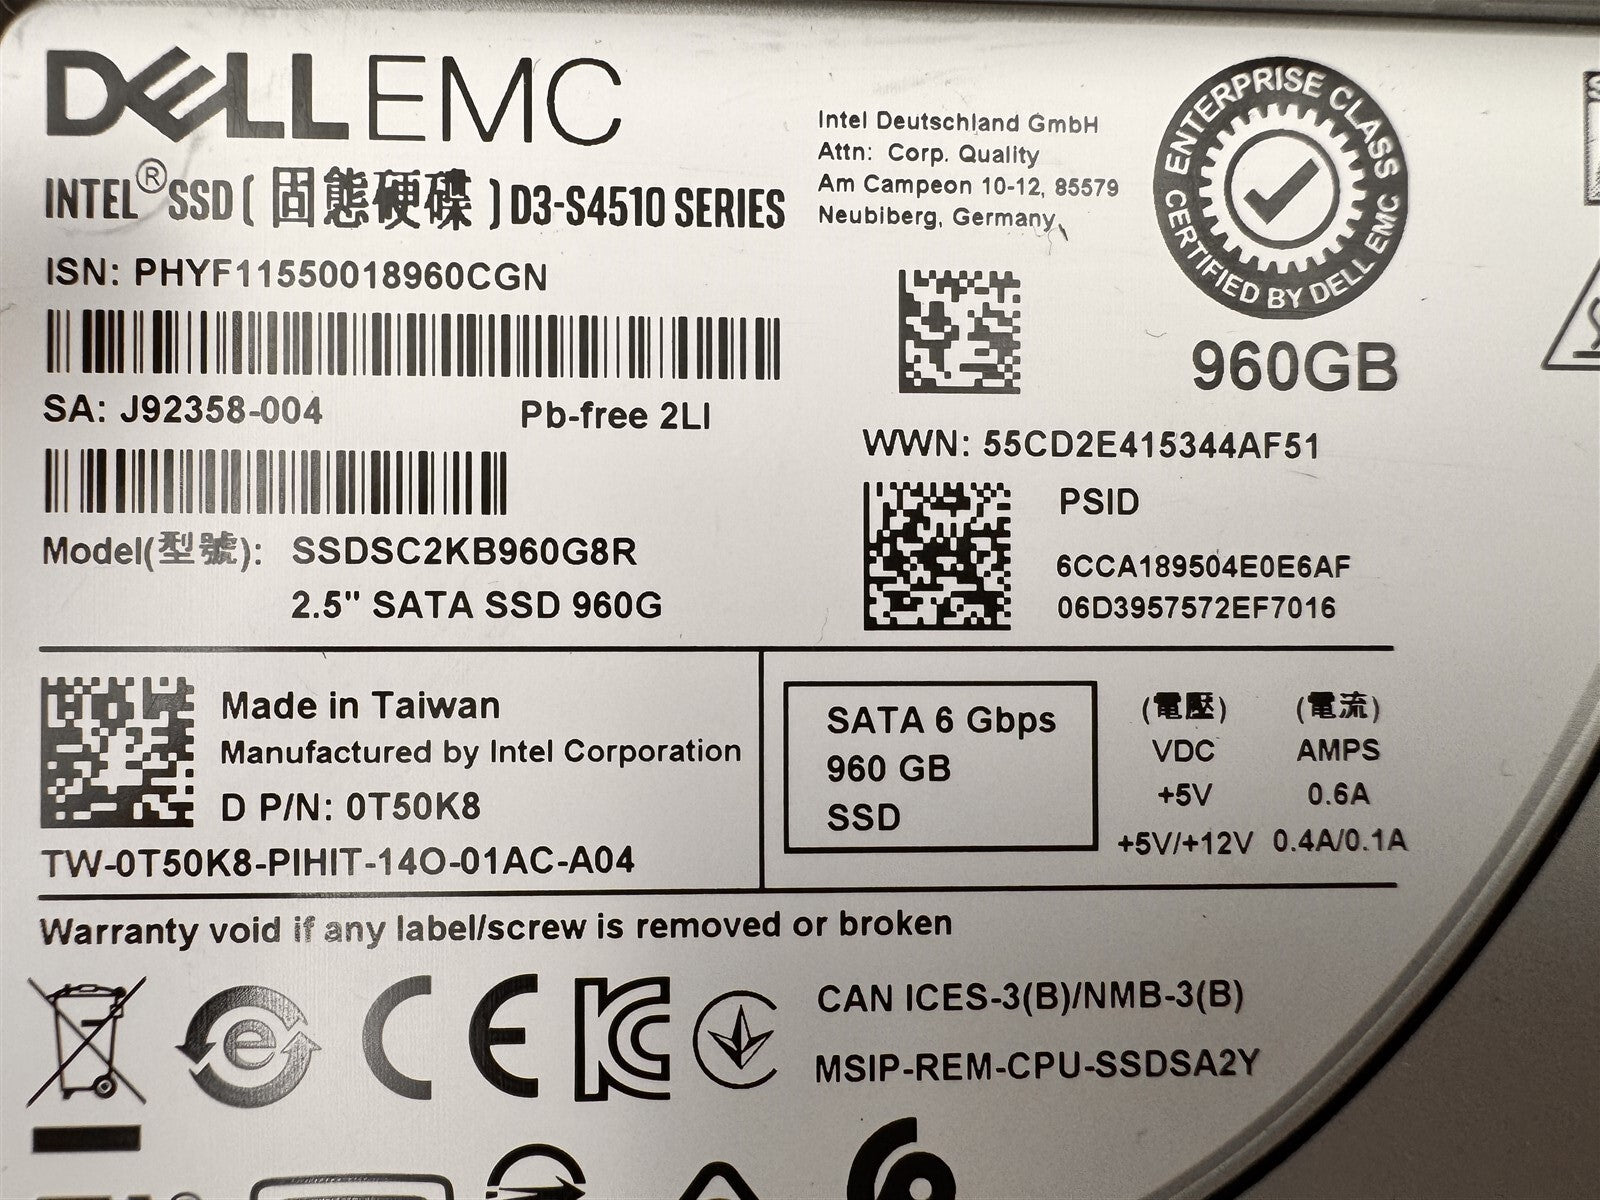 DELL EMC
INTEL® SSD ( 固態硬碟 ) D3-S4510 SERIES
ISN: PHYF11550018960CGN
SA: J92358-004 Pb-free 2LI
Model(型號): SSDSC2KB960G8R
2.5" SATA SSD 960G
Intel Deutschland GmbH
Attn: Corp. Quality
Am Campeon 10-12, 85579
Neubiberg, Germany
ENTERPRISE CLASS
CERTIFIED BY DELL EMC
960GB
WWN: 55CD2E415344AF51
PSID
6CCA189504E0E6AF
06D3957572EF7016
Made in Taiwan
Manufactured by Intel Corporation
D P/N: 0T50K8
TW-0T50K8-PIHIT-14O-01AC-A04
SATA 6 Gbps
960 GB
SSD
(電壓) (電流)
VDC AMPS
+5V 0.6A
+5V/+12V 0.4A/0.1A
Warranty void if any label/screw is removed or broken
CAN ICES-3(B)/NMB-3(B)
MSIP-REM-CPU-SSDSA2Y